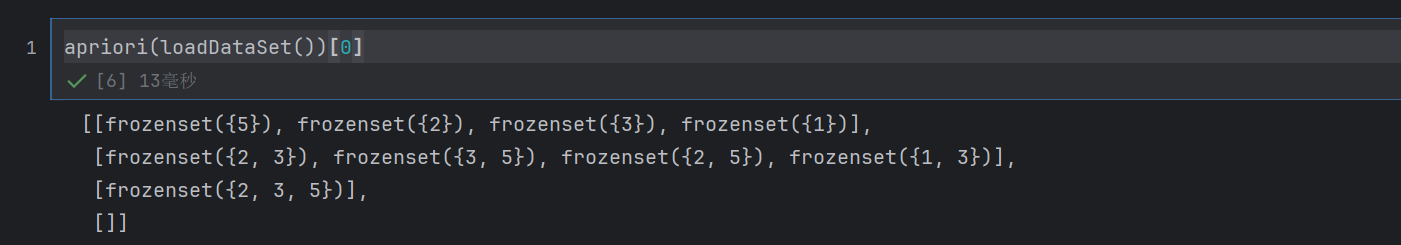 1 apriori(loadDataSet())[0]
[6] 13毫秒
[[frozenset({5}), frozenset({2}), frozenset({3}), frozenset({1})],
[frozenset({2, 3}), frozenset({3, 5}), frozenset({2, 5}), frozenset({1, 3})],
[frozenset({2, 3, 5})],
[]]